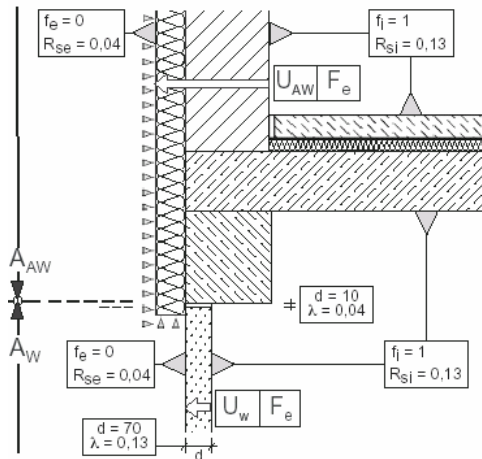 fe = 0
Rse = 0,04
fi = 1
Rsi = 0,13
UAW Fe
AAW
AW
d = 10
λ = 0,04
fe = 0
Rse = 0,04
fi = 1
Rsi = 0,13
Uw Fe
d = 70
λ = 0,13
d